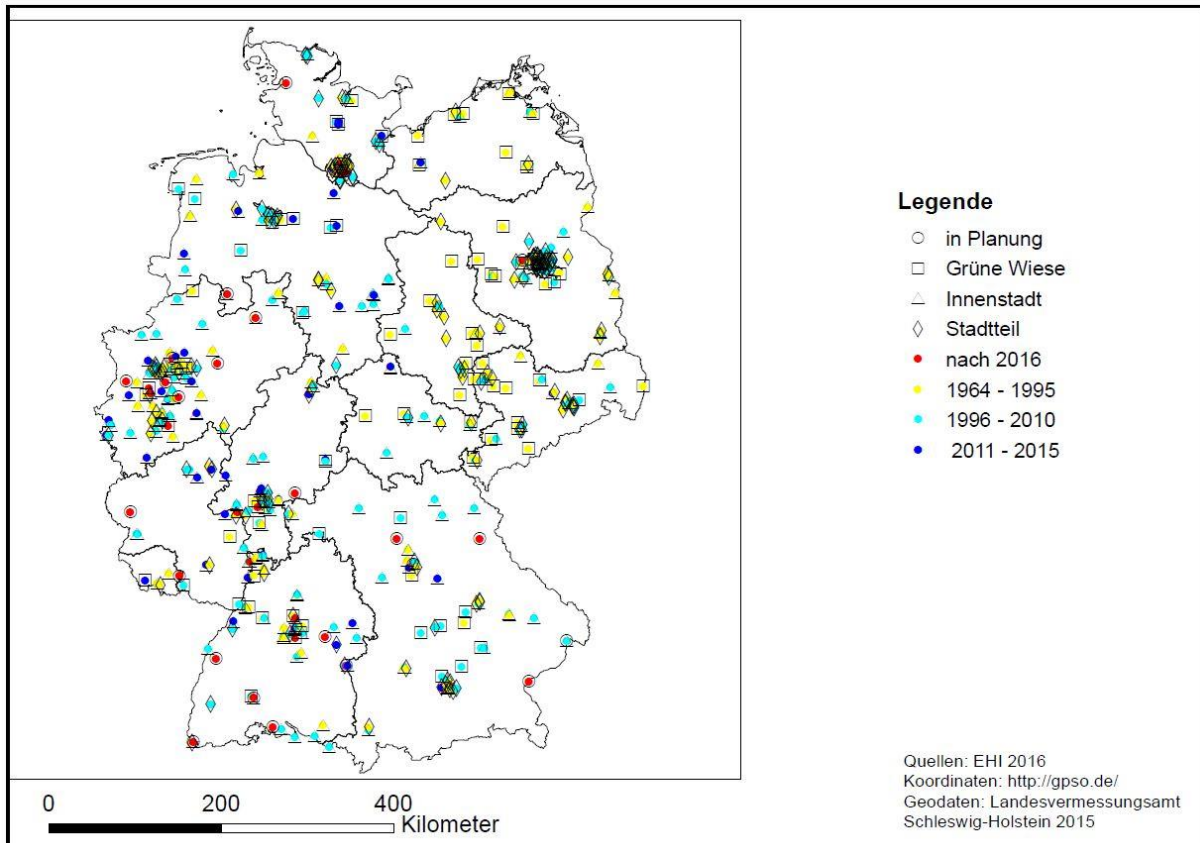 Legende
in Planung
Grüne Wiese
Innenstadt
Stadtteil
nach 2016
1964 - 1995
1996 - 2010
2011 - 2015
0 200 400
Kilometer
Quellen: EHI 2016
Koordinaten: http://gpso.de/
Geodaten: Landesvermessungsamt
Schleswig-Holstein 2015